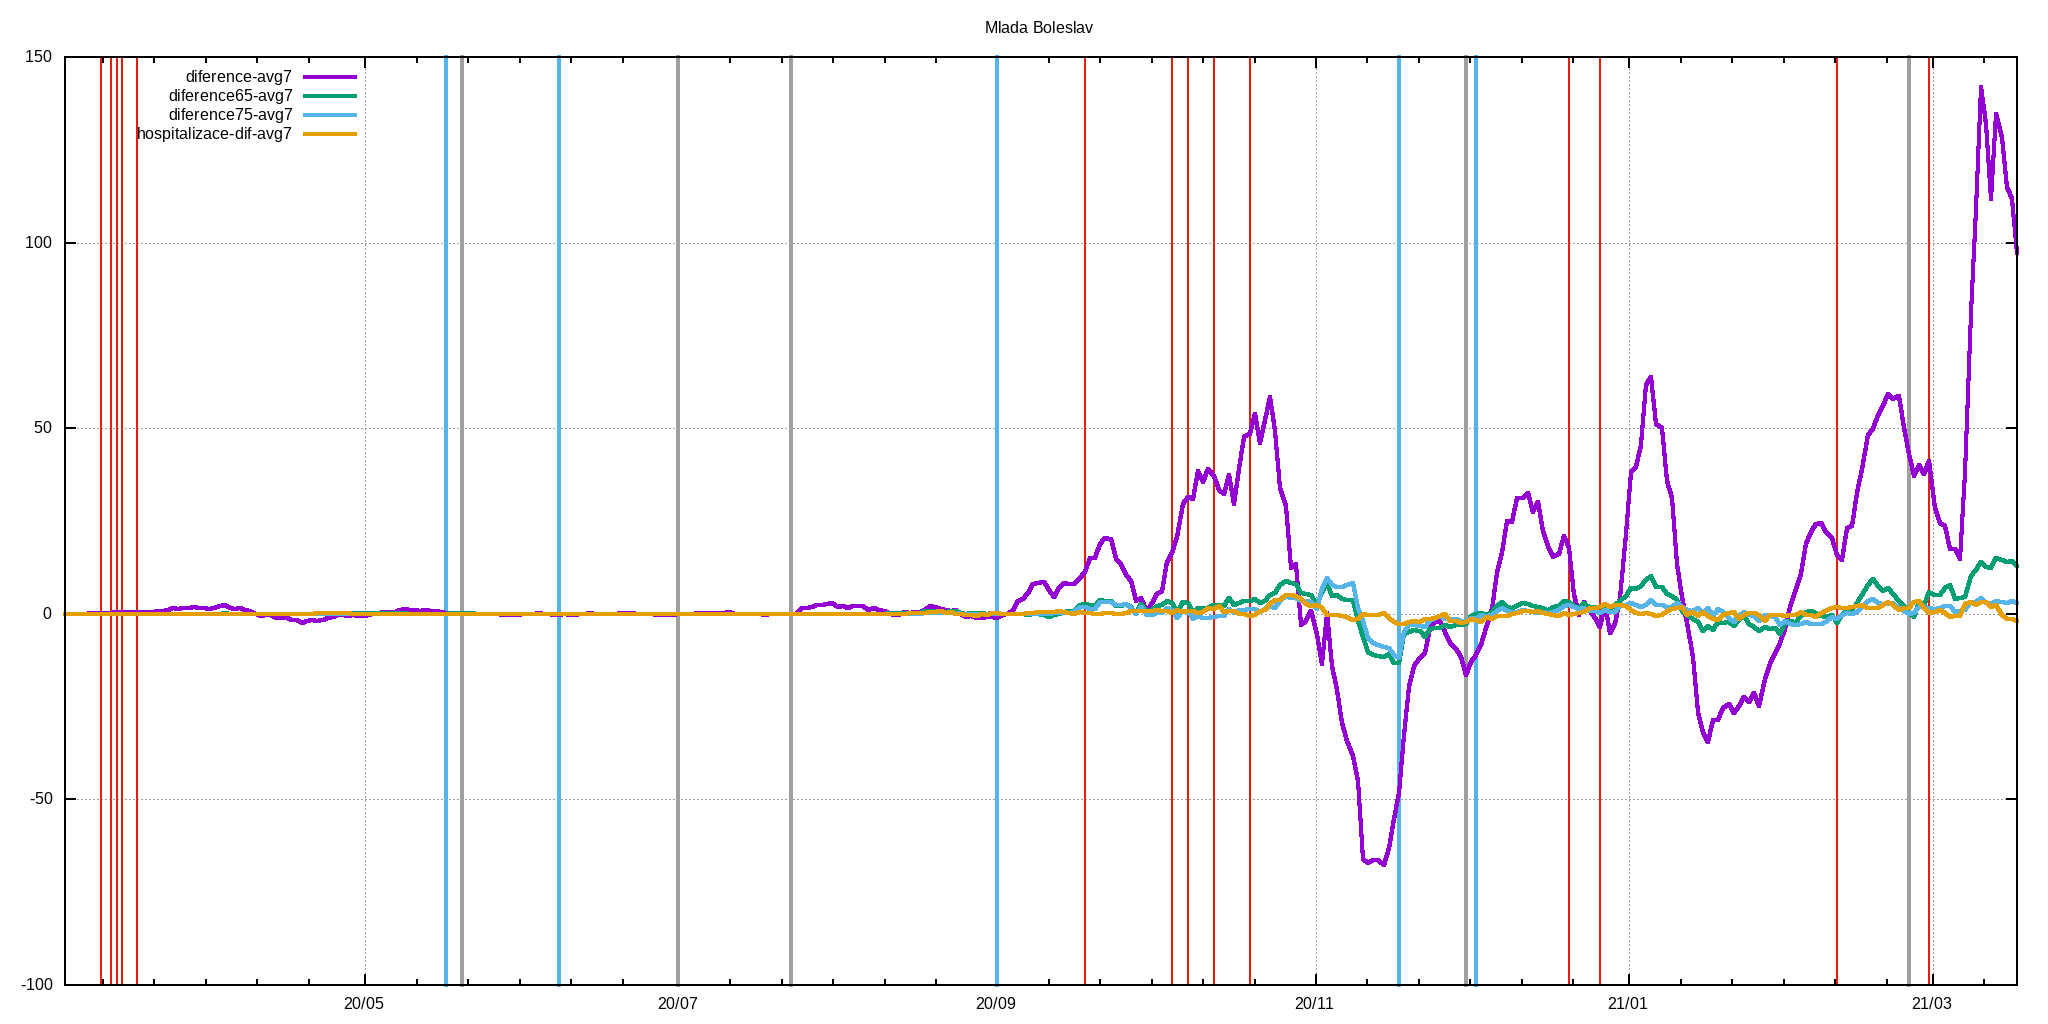 Mlada Boleslav
150
100
50
0
-50
-100
diference-avg7
diference65-avg7
diference75-avg7
hospitalizace-dif-avg7
20/05 20/07 20/09 20/11 21/01 21/03